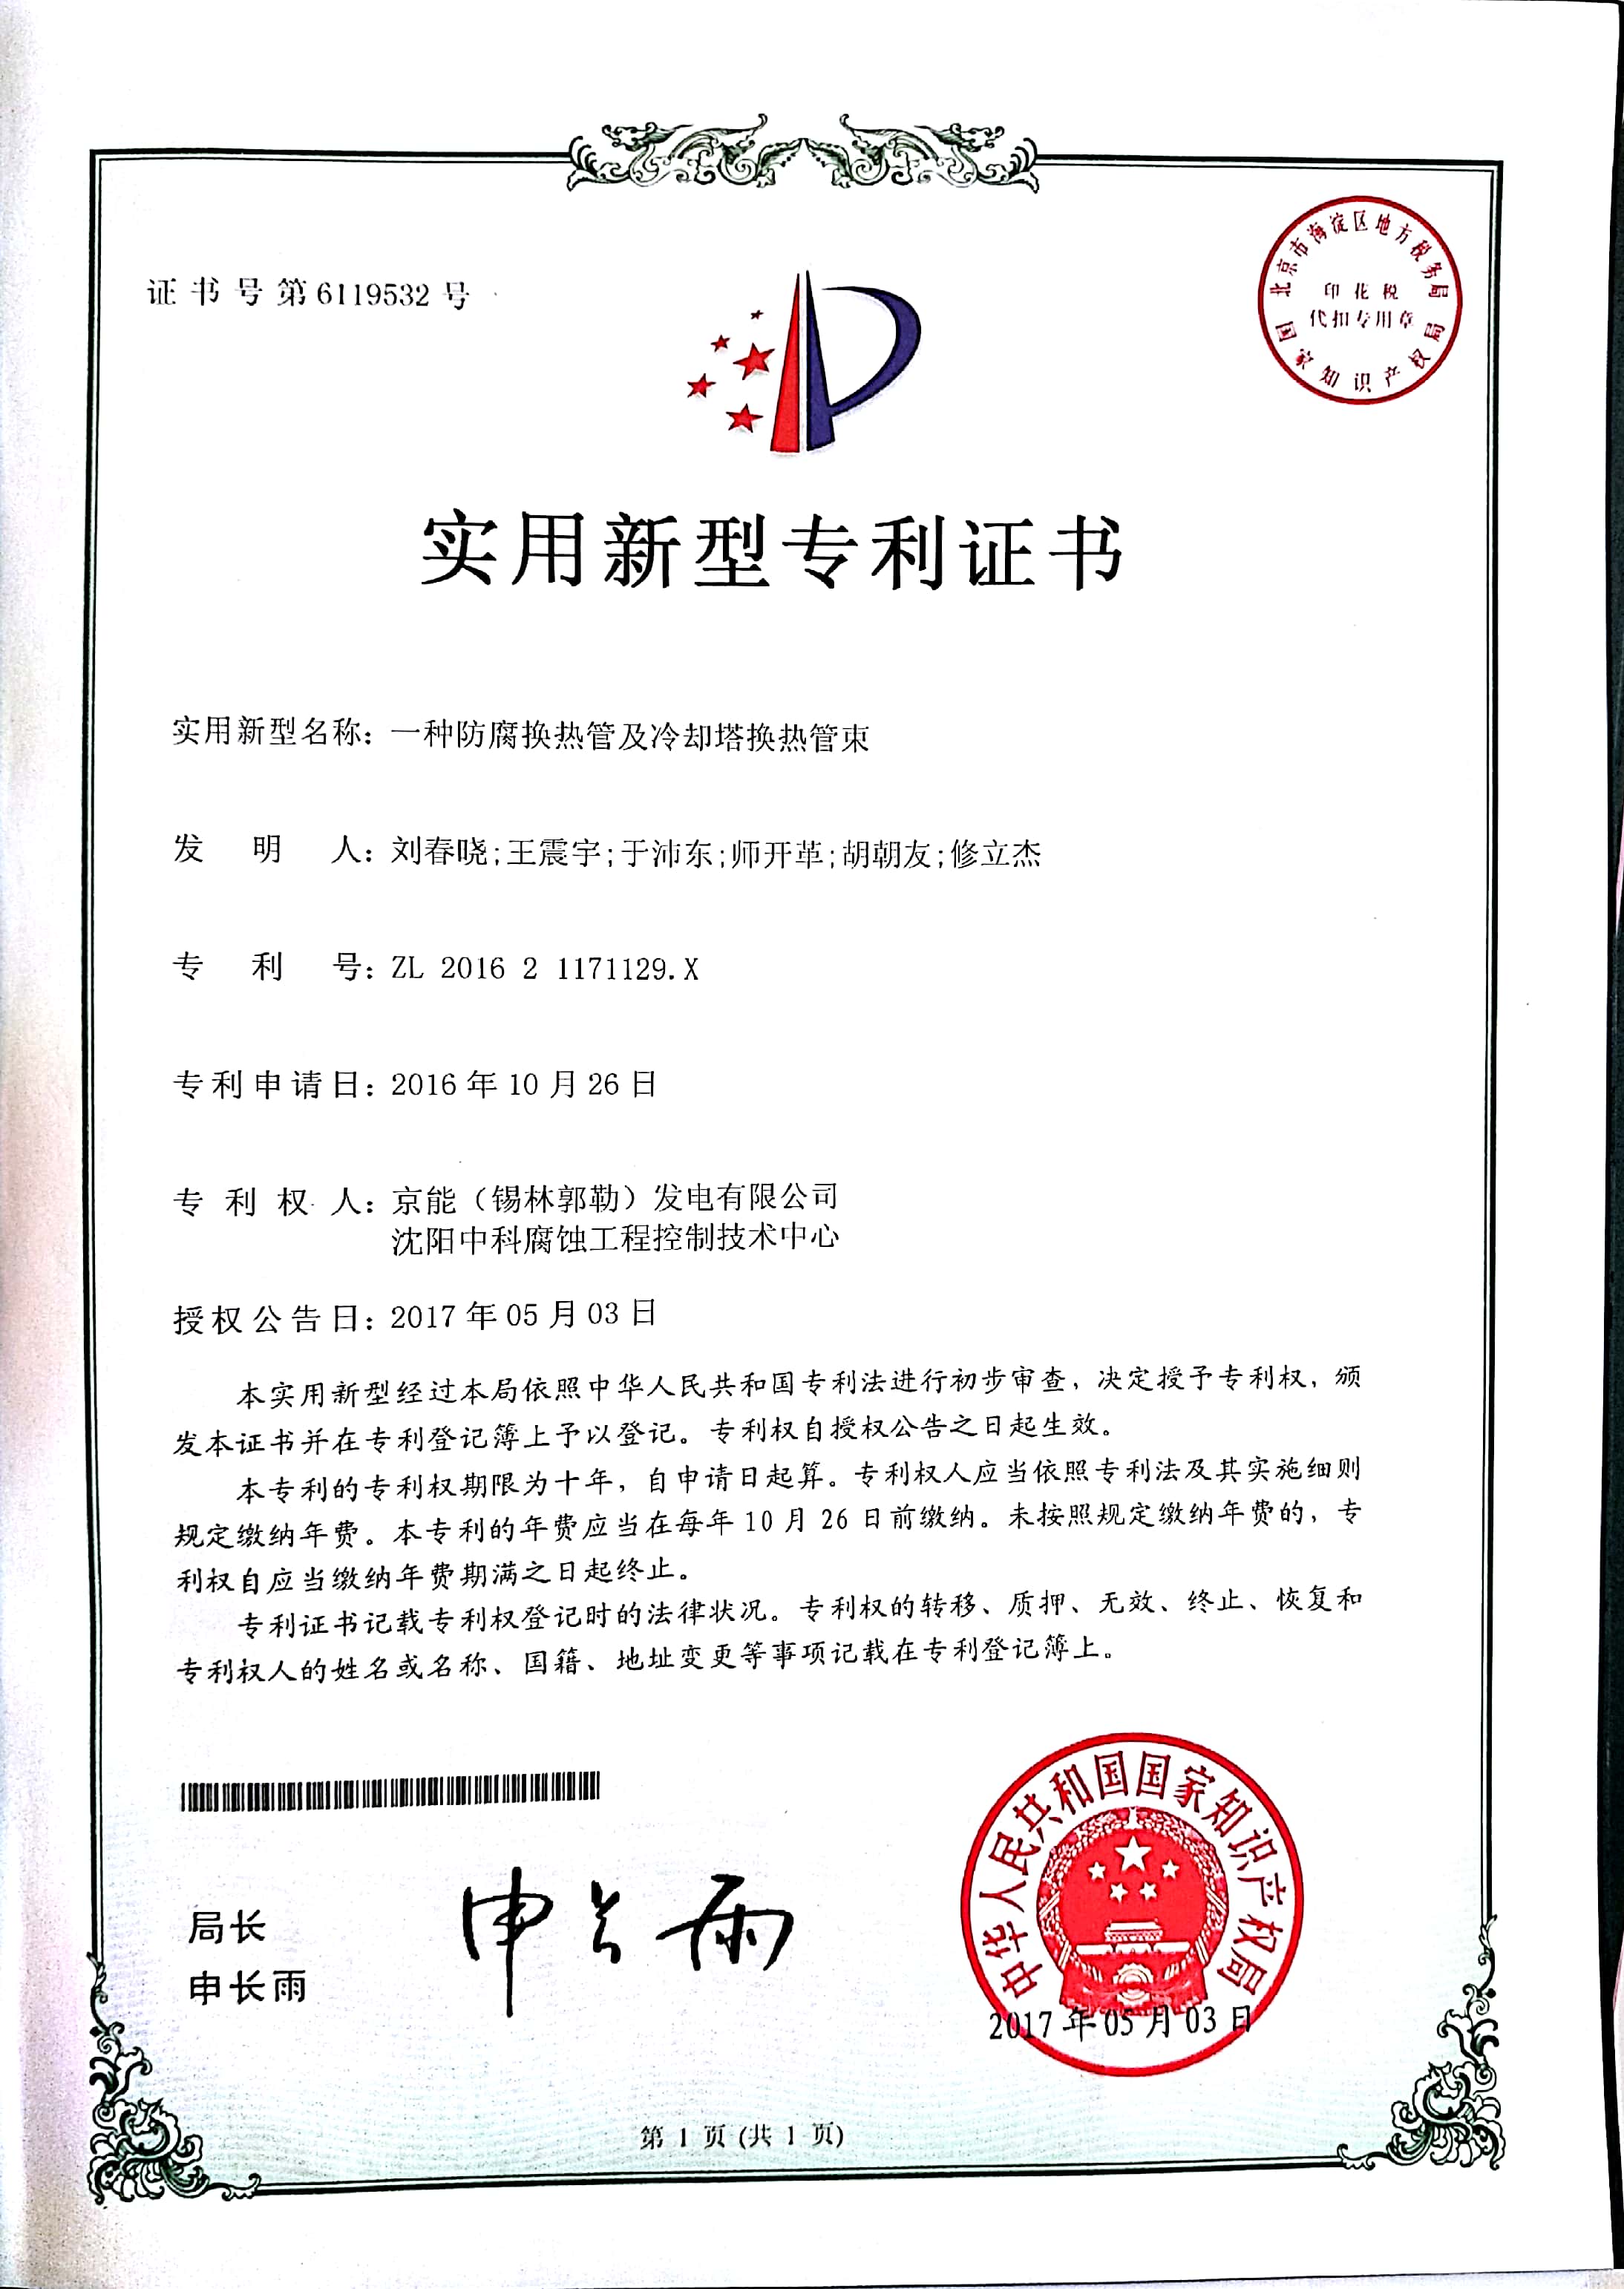 证书号第6119532号
北京市海淀区地方税务局
印花税
代扣专用章
国家知识产权局
实用新型专利证书
实用新型名称：一种防腐换热管及冷却塔换热管束
发明人：刘春晓;王震宇;于沛东;师开革;胡朝友;修立杰
专利号：ZL 2016 2 1171129.X
专利申请日：2016年10月26日
专利权人：京能（锡林郭勒）发电有限公司
沈阳中科腐蚀工程控制技术中心
授权公告日：2017年05月03日
本实用新型经过本局依照中华人民共和国专利法进行初步审查，决定授予专利权，颁
发本证书并在专利登记簿上予以登记。专利权自授权公告之日起生效。
本专利的专利权期限为十年，自申请日起算。专利权人应当依照专利法及其实施细则
规定缴纳年费。本专利的年费应当在每年10月26日前缴纳。未按照规定缴纳年费的，专
利权自应当缴纳年费期满之日起终止。
专利证书记载专利权登记时的法律状况。专利权的转移、质押、无效、终止、恢复和
专利权人的姓名或名称、国籍、地址变更等事项记载在专利登记簿上。
局长
申长雨
申长雨
中华人民共和国国家知识产权局
2017年05月03日
第 1 页 (共 1 页)